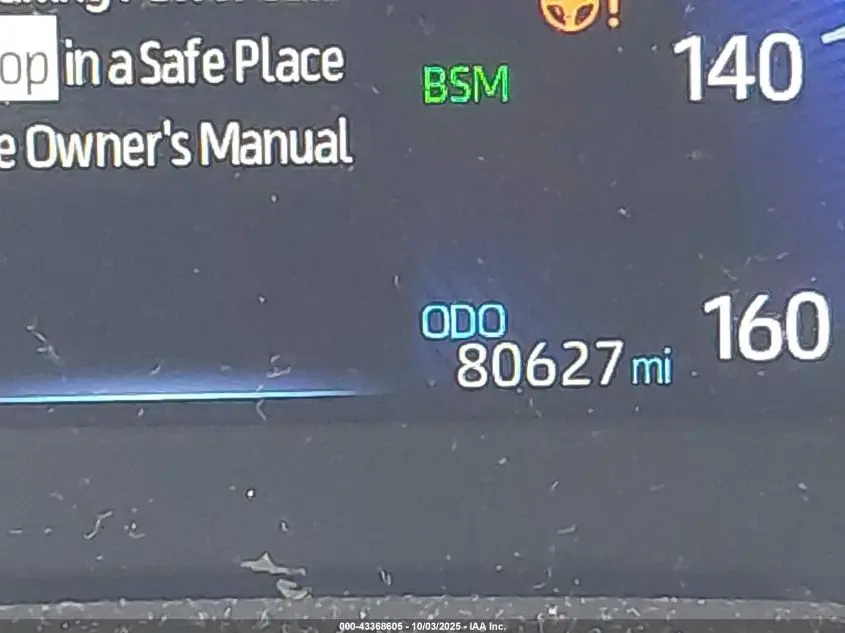 op in a Safe Place
e Owner's Manual
BSM
!
140
160
ODO
80627 mi
000-43368605 - 10/03/2025 - IAA Inc.